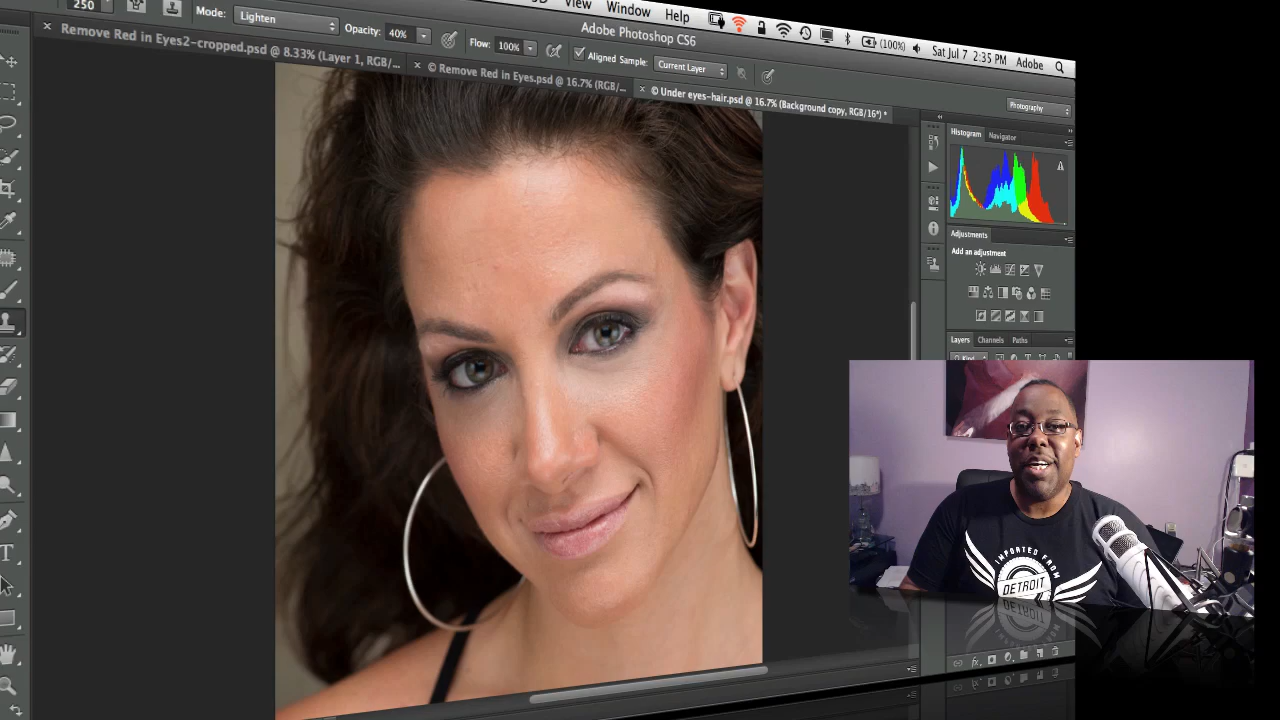 View Window Help (100%) Sat Jul 7 2:35 PM Adobe
250 Mode: Lighten Opacity: 40% Flow: 100% Aligned Sample: Current Layer
Adobe Photoshop CS6
Remove Red in Eyes2-cropped.psd @ 8.33% (Layer 1, RGB/...
© Remove Red in Eyes.psd @ 16.7% (RGB/...
© Under eyes-hair.psd @ 16.7% (Background copy, RGB/16*) *
Photography
Histogram Navigator
Adjustments
Add an adjustment
Layers Channels Paths
Kind
T
fx
IMPORTED FROM
DETROIT